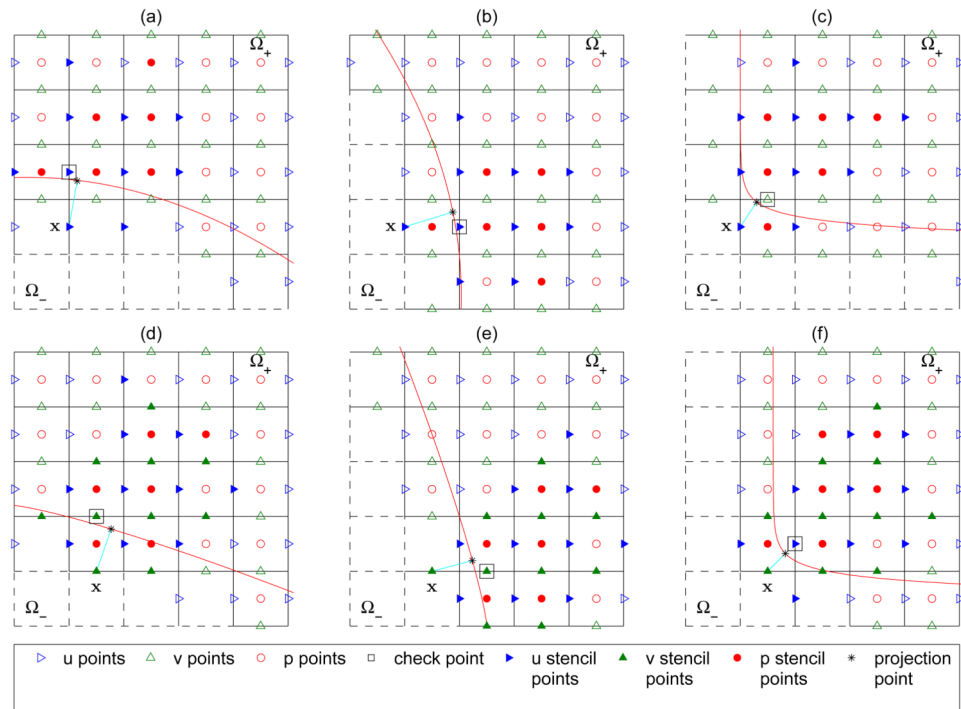 (a) (b) (c)
Ω+ Ω+ Ω+
x x x
Ω− Ω− Ω−
(d) (e) (f)
Ω+ Ω+ Ω+
x x x
Ω− Ω− Ω−
u points v points p points check point u stencil points v stencil points p stencil points projection point